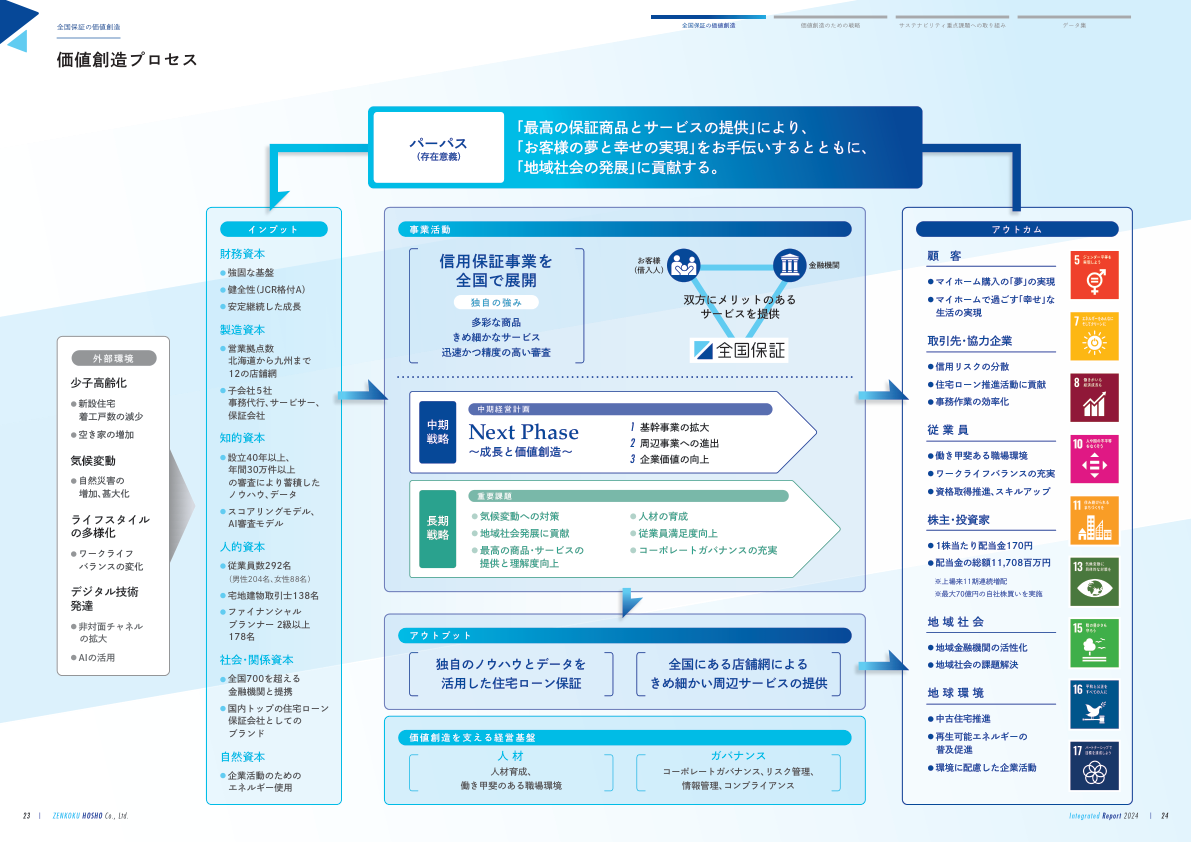 全国保証の価値創造
全国保証の価値創造
価値創造のための戦略
サステナビリティ重点課題への取り組み
データ集
価値創造プロセス
パーパス
(存在意義)
「最高の保証商品とサービスの提供」により、
「お客様の夢と幸せの実現」をお手伝いするとともに、
「地域社会の発展」に貢献する。
外部環境
少子高齢化
●新設住宅
着工戸数の減少
●空き家の増加
気候変動
●自然災害の
増加、甚大化
ライフスタイル
の多様化
●ワークライフ
バランスの変化
デジタル技術
発達
●非対面チャネル
の拡大
●AIの活用
インプット
財務資本
●強固な基盤
●健全性(JCR格付A)
●安定継続した成長
製造資本
●営業拠点数
北海道から九州まで
12の店舗網
●子会社5社
事務代行、サービサー、
保証会社
知的資本
●設立40年以上、
年間30万件以上
の審査により蓄積した
ノウハウ、データ
●スコアリングモデル、
AI審査モデル
人的資本
●従業員数292名
(男性204名、女性88名)
●宅地建物取引士138名
●ファイナンシャル
プランナー 2級以上
178名
社会・関係資本
●全国700を超える
金融機関と提携
●国内トップの住宅ローン
保証会社としての
ブランド
自然資本
●企業活動のための
エネルギー使用
事業活動
信用保証事業を
全国で展開
独自の強み
多彩な商品
きめ細かなサービス
迅速かつ精度の高い審査
お客様
(借入人)
金融機関
双方にメリットのある
サービスを提供
全国保証
中期
戦略
中期経営計画
Next Phase
〜成長と価値創造〜
1 基幹事業の拡大
2 周辺事業への進出
3 企業価値の向上
長期
戦略
重要課題
●気候変動への対策
●地域社会発展に貢献
●最高の商品・サービスの
提供と理解度向上
●人材の育成
●従業員満足度向上
●コーポレートガバナンスの充実
アウトプット
独自のノウハウとデータを
活用した住宅ローン保証
全国にある店舗網による
きめ細かい周辺サービスの提供
価値創造を支える経営基盤
人材
人材育成、
働き甲斐のある職場環境
ガバナンス
コーポレートガバナンス、リスク管理、
情報管理、コンプライアンス
アウトカム
顧客
●マイホーム購入の「夢」の実現
●マイホームで過ごす「幸せ」な
生活の実現
取引先・協力企業
●信用リスクの分散
●住宅ローン推進活動に貢献
●事務作業の効率化
従業員
●働き甲斐ある職場環境
●ワークライフバランスの充実
●資格取得推進、スキルアップ
株主・投資家
●1株当たり配当金170円
●配当金の総額11,708百万円
※上場来11期連続増配
※最大70億円の自社株買いを実施
地域社会
●地域金融機関の活性化
●地域社会の課題解決
地球環境
●中古住宅推進
●再生可能エネルギーの
普及促進
●環境に配慮した企業活動
5 ジェンダー平等を
実現しよう
7
8 働きがいも
経済成長も
10 人や国の不平等
をなくそう
11 住み続けられる
まちづくりを
13 気候変動に
具体的な対策を
15 陸の豊かさも
守ろう
16 平和と公正を
すべての人に
17 パートナーシップで
目標を達成しよう
23 | ZENKOKU HOSHO Co., Ltd.
Integrated Report 2024 | 24